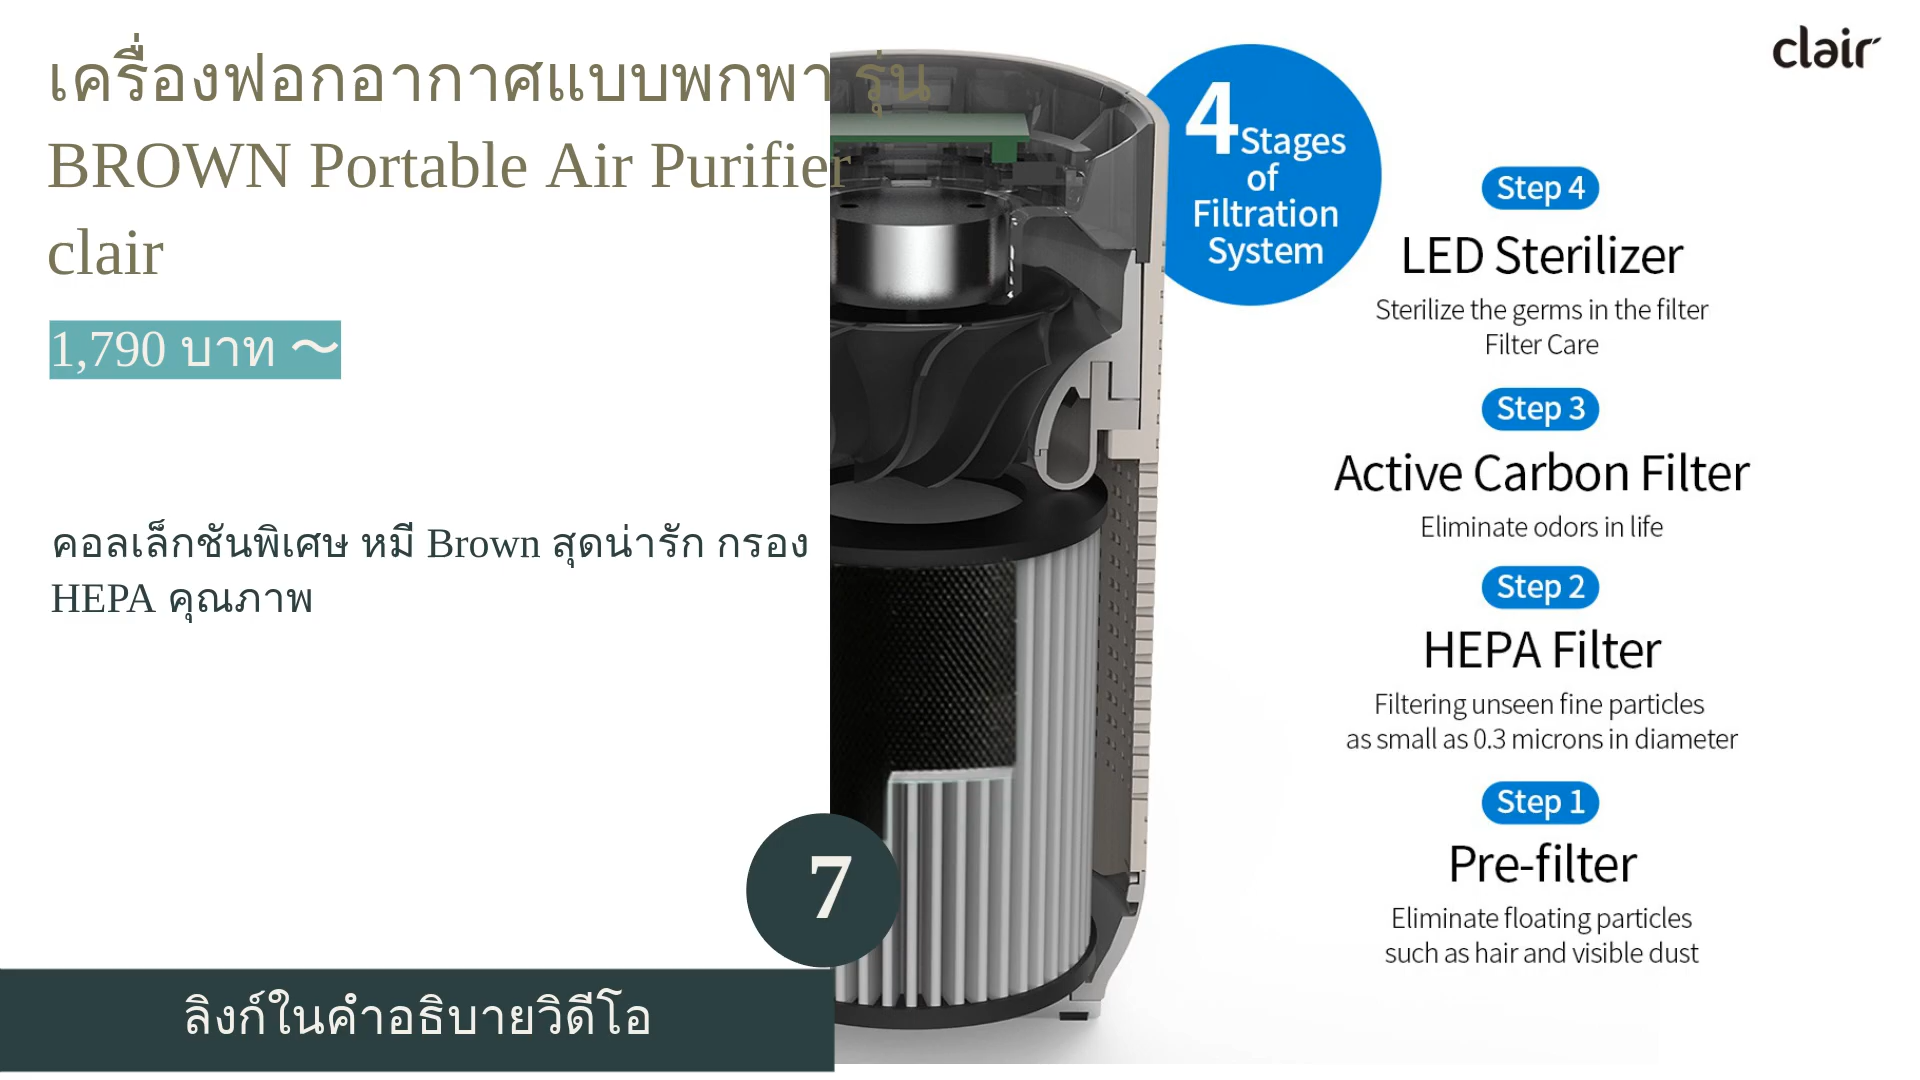 เครื่องฟอกอากาศแบบพกพา รุ่น
BROWN Portable Air Purifier
clair
1,790 บาท ～
คอลเล็กชันพิเศษ หมี Brown สุดน่ารัก กรอง
HEPA คุณภาพ
7
ลิงก์ในคำอธิบายวิดีโอ
clair
4 Stages
of
Filtration
System
Step 4
LED Sterilizer
Sterilize the germs in the filter
Filter Care
Step 3
Active Carbon Filter
Eliminate odors in life
Step 2
HEPA Filter
Filtering unseen fine particles
as small as 0.3 microns in diameter
Step 1
Pre-filter
Eliminate floating particles
such as hair and visible dust